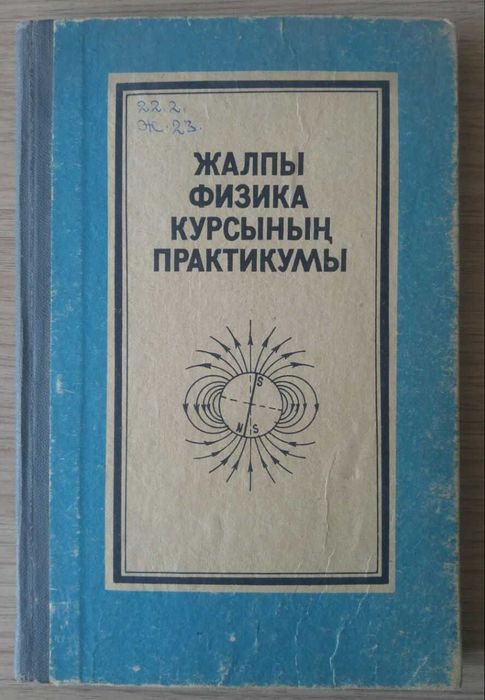 22.2.
Ж. 23.
ЖАЛПЫ
ФИЗИКА
КУРСЫНЫҢ
ПРАКТИКУМЫ
S
N S